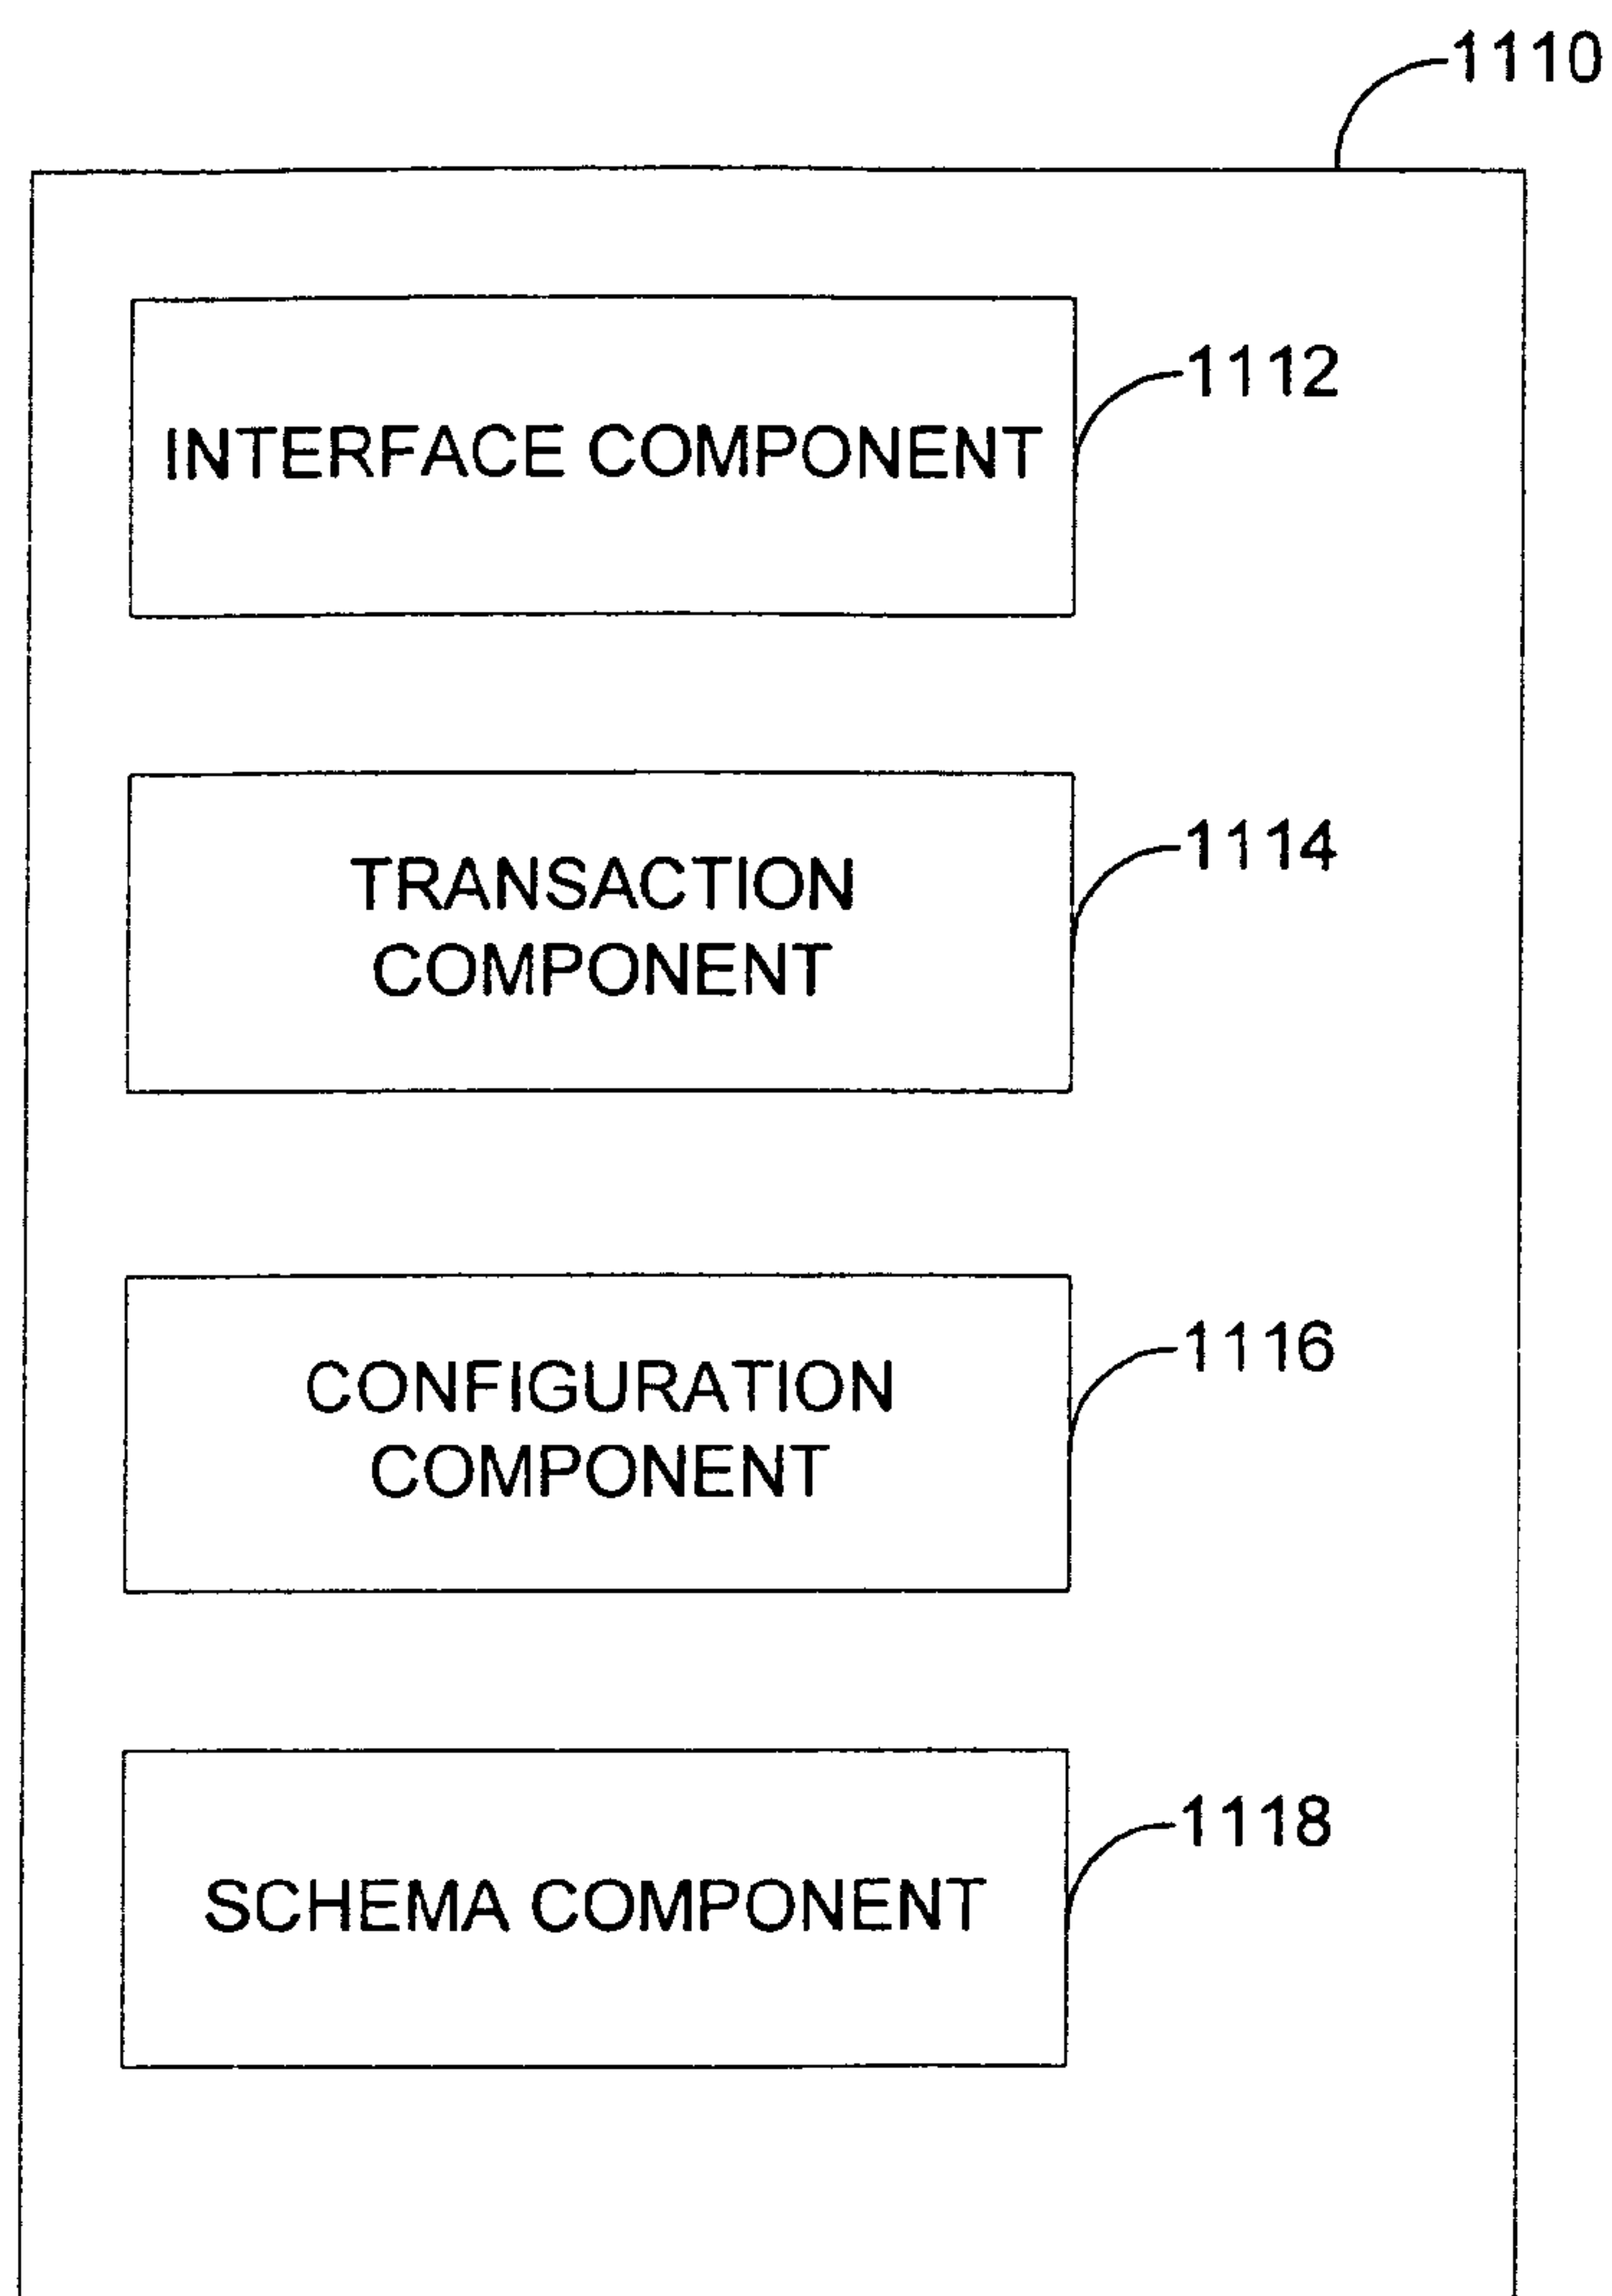 1110
INTERFACE COMPONENT
1112
TRANSACTION
COMPONENT
1114
CONFIGURATION
COMPONENT
1116
SCHEMA COMPONENT
1118